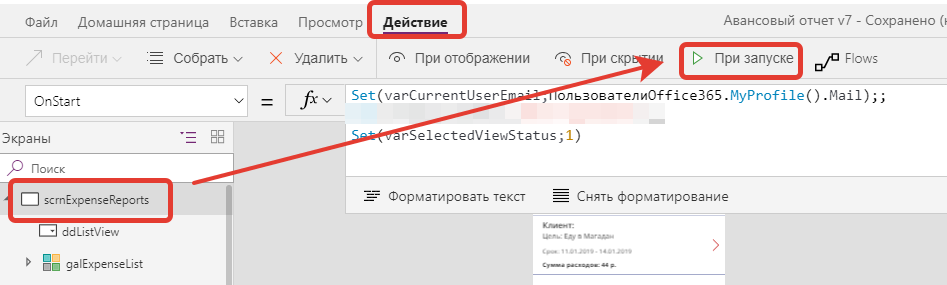 Файл Домашняя страница Вставка Просмотр Действие Авансовый отчет v7 - Сохранено (
Перейти Собрать Удалить При отображении При скрытии При запуске Flows
OnStart = fx Set(varCurrentUserEmail,ПользователиOffice365.MyProfile().Mail);;
Set(varSelectedViewStatus;1)
Экраны
Поиск
scrnExpenseReports
Форматировать текст Снять форматирование
ddListView
galExpenseList
Клиент:
Цель: Еду в Магадан
Срок: 11.01.2019 - 14.01.2019
Сумма расходов: 44 р.